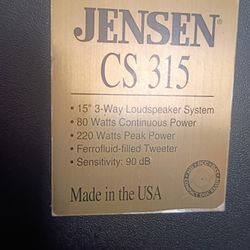 JENSEN®
CS 315
• 15" 3-Way Loudspeaker System
• 80 Watts Continuous Power
• 220 Watts Peak Power
• Ferrofluid-filled Tweeter
• Sensitivity: 90 dB
Made in the USA